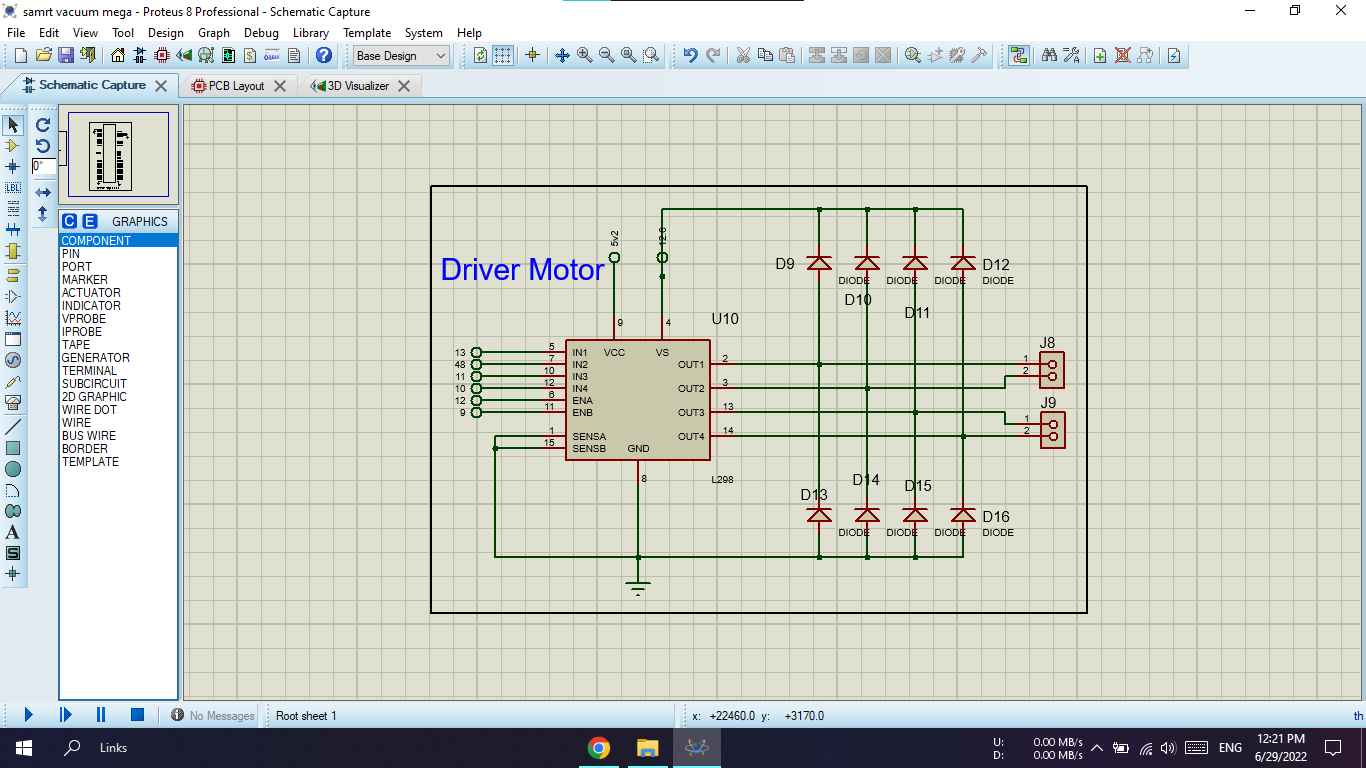 samrt vacuum mega - Proteus 8 Professional - Schematic Capture
File Edit View Tool Design Graph Debug Library Template System Help
Base Design
Schematic Capture PCB Layout 3D Visualizer
0°
LBL
C E GRAPHICS
COMPONENT
PIN
PORT
MARKER
ACTUATOR
INDICATOR
VPROBE
IPROBE
TAPE
GENERATOR
TERMINAL
SUBCIRCUIT
2D GRAPHIC
WIRE DOT
WIRE
BUS WIRE
BORDER
TEMPLATE
A
S
Driver Motor
5v2
12.6
9
4
U10
13 5 IN1 VCC VS
48 7 IN2 OUT1 2
11 10 IN3
10 12 IN4 OUT2 3
12 6 ENA
9 11 ENB OUT3 13
1 SENSA OUT4 14
15 SENSB GND
8
L298
D9
DIODE
D10
DIODE
D11
DIODE
D12
DIODE
J8
1
2
J9
1
2
D13
DIODE
D14
DIODE
D15
DIODE
D16
DIODE
No Messages Root sheet 1 x: +22460.0 y: +3170.0 th
Links
U: 0.00 MB/s
D: 0.00 MB/s
ENG
12:21 PM
6/29/2022